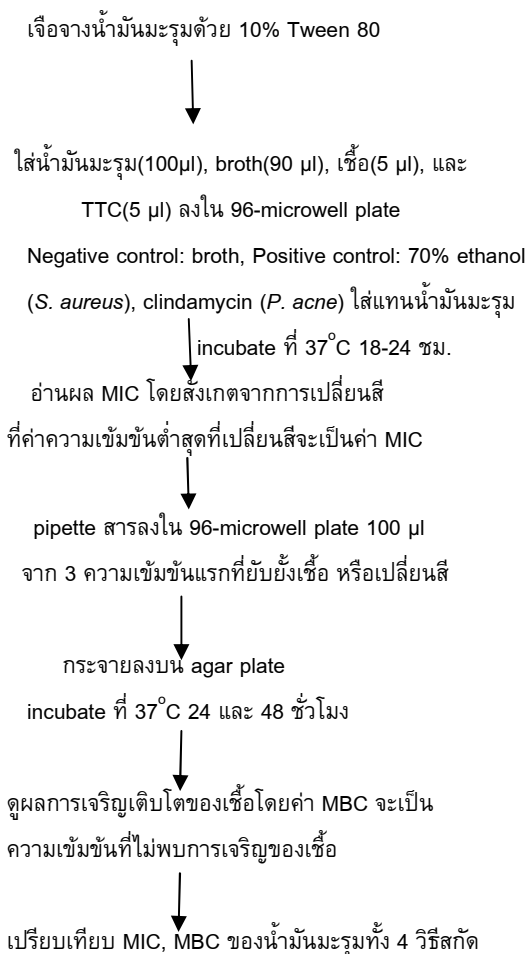 เจือจางน้ำมันมะรุมด้วย 10% Tween 80
ใส่น้ำมันมะรุม(100µl), broth(90 µl), เชื้อ(5 µl), และ
TTC(5 µl) ลงใน 96-microwell plate
Negative control: broth, Positive control: 70% ethanol
(S. aureus), clindamycin (P. acne) ใส่แทนน้ำมันมะรุม
incubate ที่ 37°C 18-24 ชม.
อ่านผล MIC โดยสังเกตจากการเปลี่ยนสี
ที่ค่าความเข้มข้นต่ำสุดที่เปลี่ยนสีจะเป็นค่า MIC
pipette สารลงใน 96-microwell plate 100 µl
จาก 3 ความเข้มข้นแรกที่ยับยั้งเชื้อ หรือเปลี่ยนสี
กระจายลงบน agar plate
incubate ที่ 37°C 24 และ 48 ชั่วโมง
ดูผลการเจริญเติบโตของเชื้อโดยค่า MBC จะเป็น
ความเข้มข้นที่ไม่พบการเจริญของเชื้อ
เปรียบเทียบ MIC, MBC ของน้ำมันมะรุมทั้ง 4 วิธีสกัด